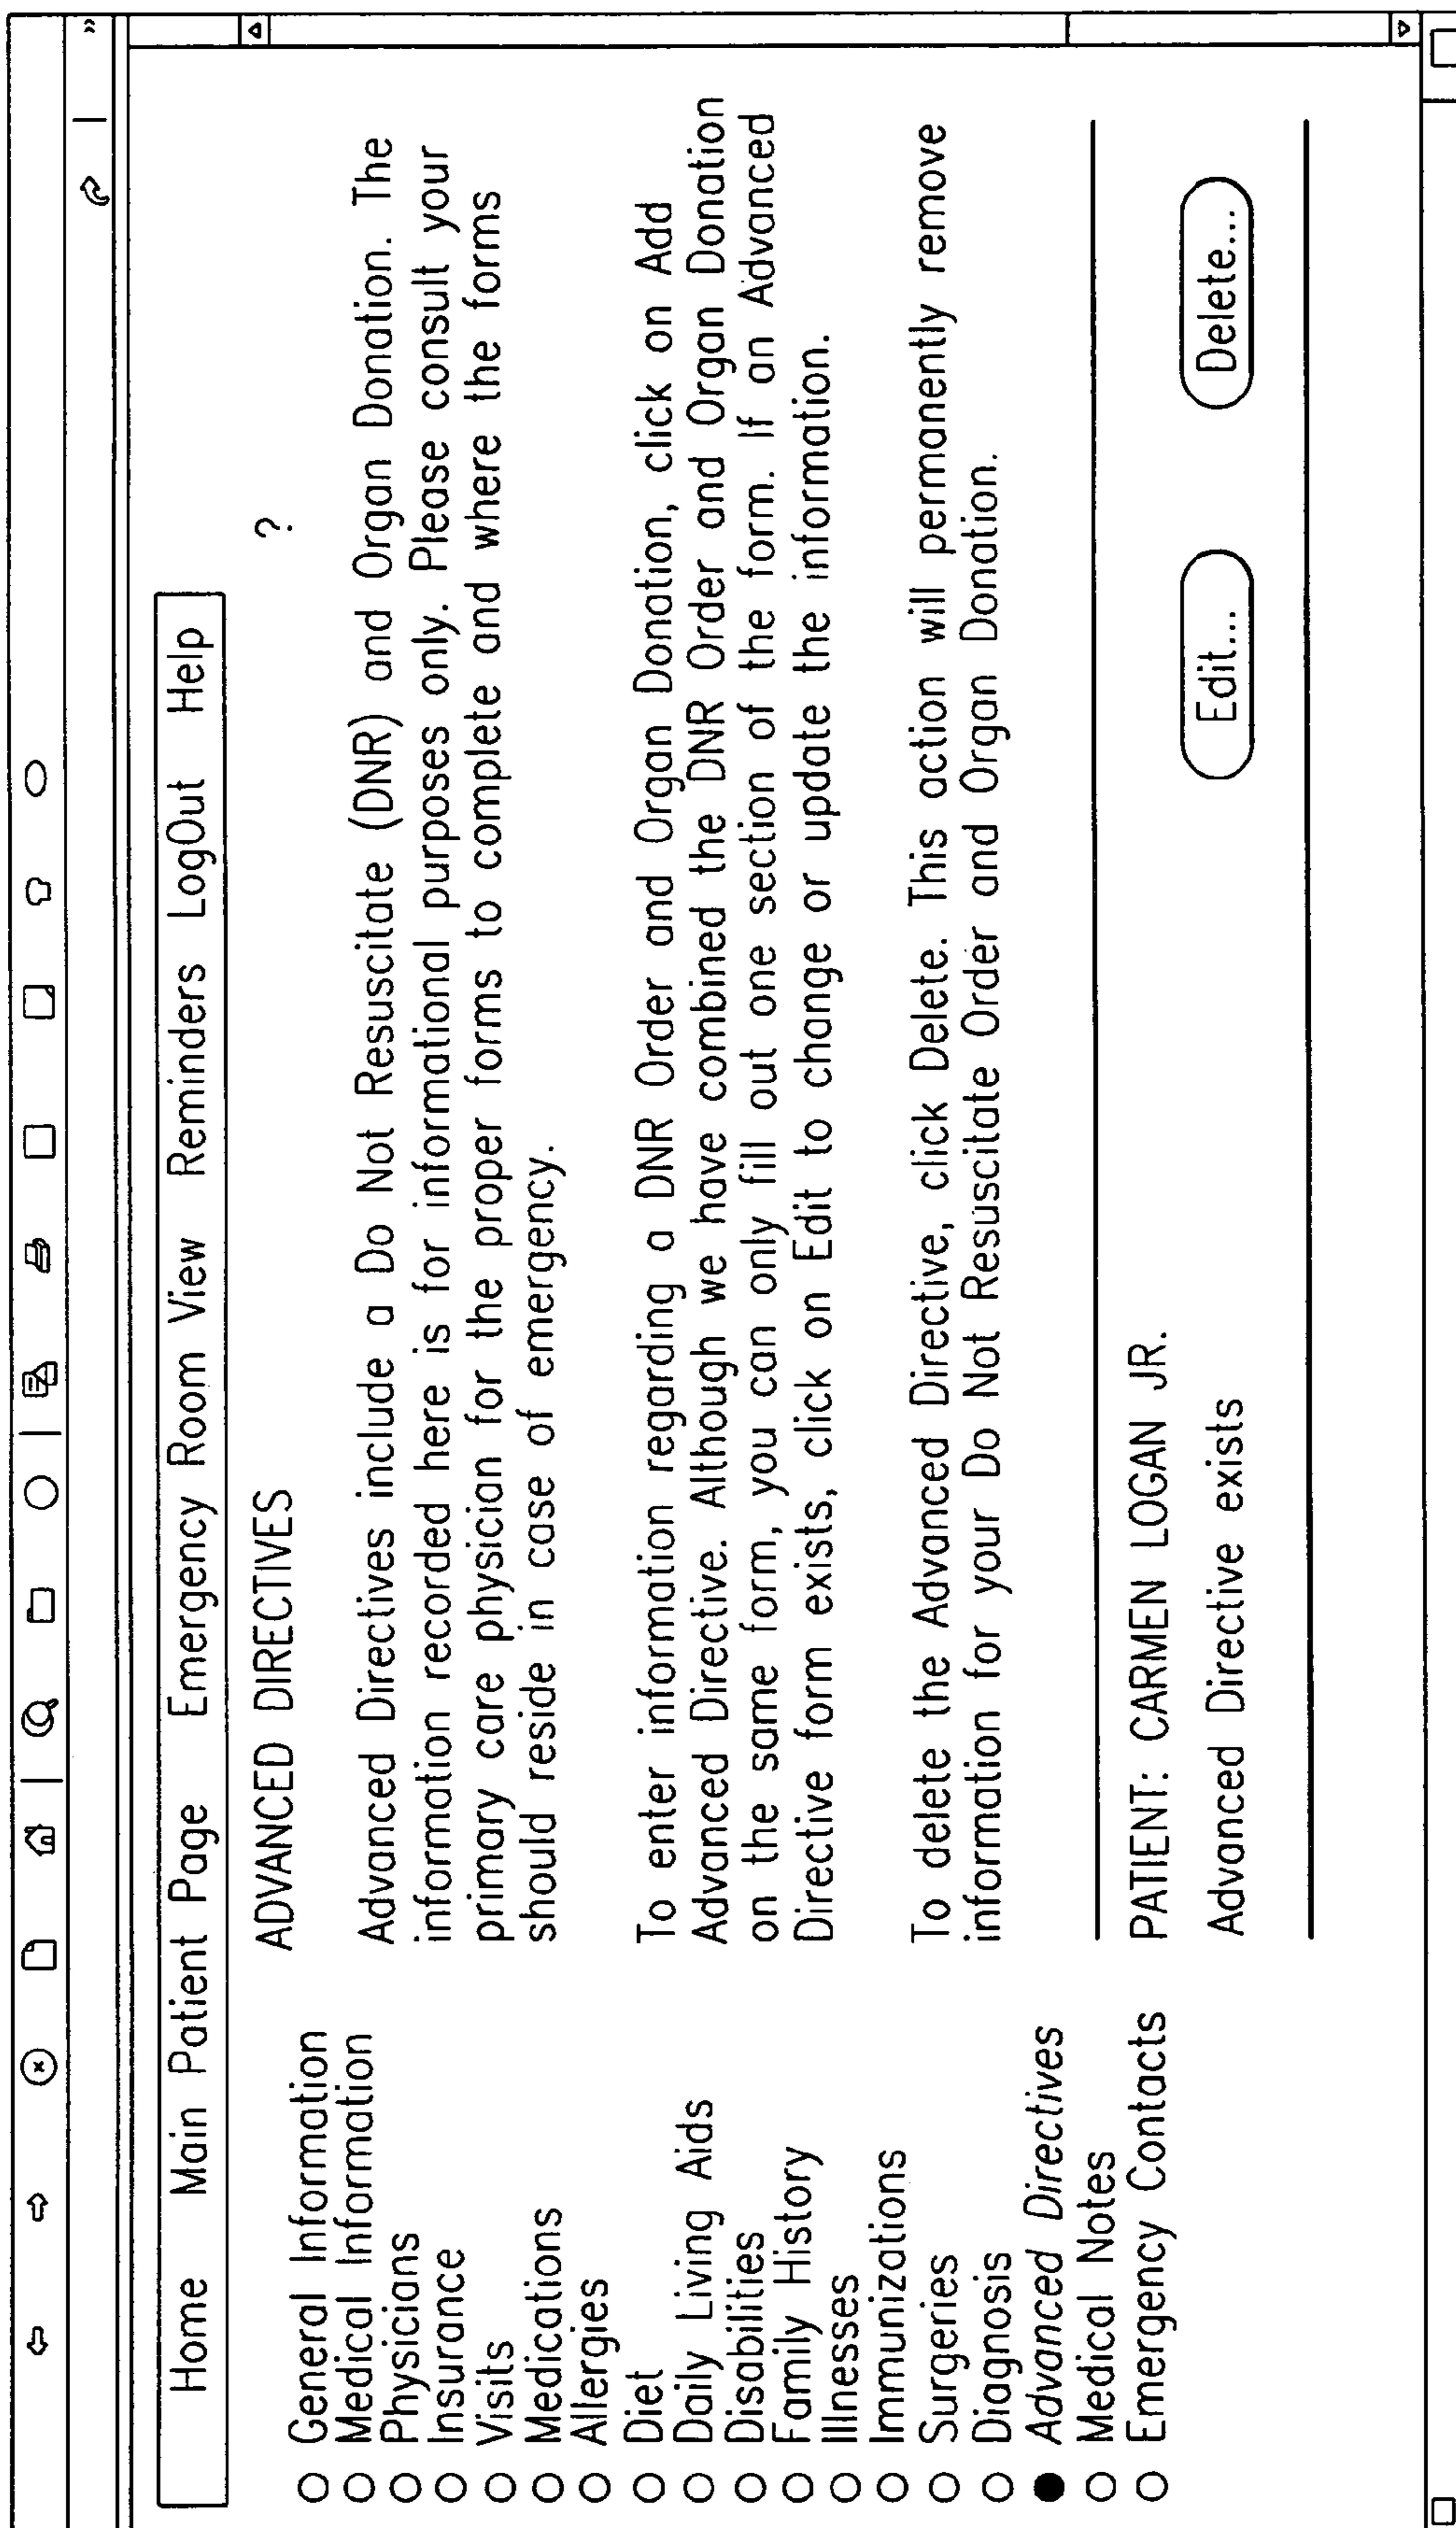 Home Main Patient Page Emergency Room View Reminders LogOut Help
General Information
Medical Information
Physicians
Insurance
Visits
Medications
Allergies
Diet
Daily Living Aids
Disabilities
Family History
Illnesses
Immunizations
Surgeries
Diagnosis
Advanced Directives
Medical Notes
Emergency Contacts
ADVANCED DIRECTIVES ?
Advanced Directives include a Do Not Resuscitate (DNR) and Organ Donation. The
information recorded here is for informational purposes only. Please consult your
primary care physician for the proper forms to complete and where the forms
should reside in case of emergency.
To enter information regarding a DNR Order and Organ Donation, click on Add
Advanced Directive. Although we have combined the DNR Order and Organ Donation
on the same form, you can only fill out one section of the form. If an Advanced
Directive form exists, click on Edit to change or update the information.
To delete the Advanced Directive, click Delete. This action will permanently remove
information for your Do Not Resuscitate Order and Organ Donation.
PATIENT: CARMEN LOGAN JR.
Advanced Directive exists Edit... Delete...